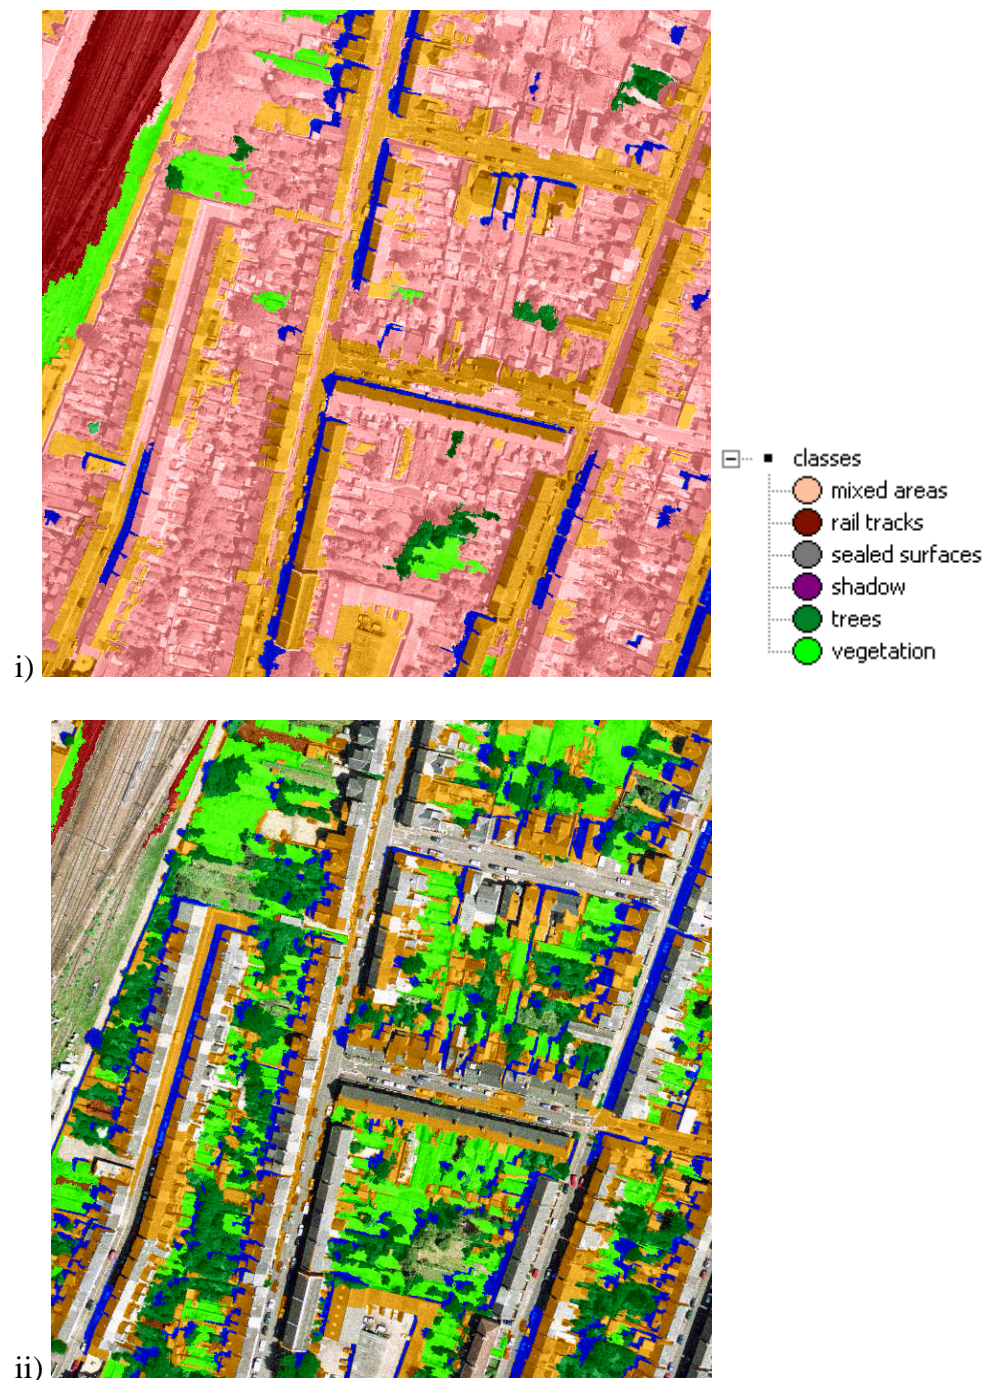 classes
mixed areas
rail tracks
sealed surfaces
shadow
trees
vegetation
i)
ii)